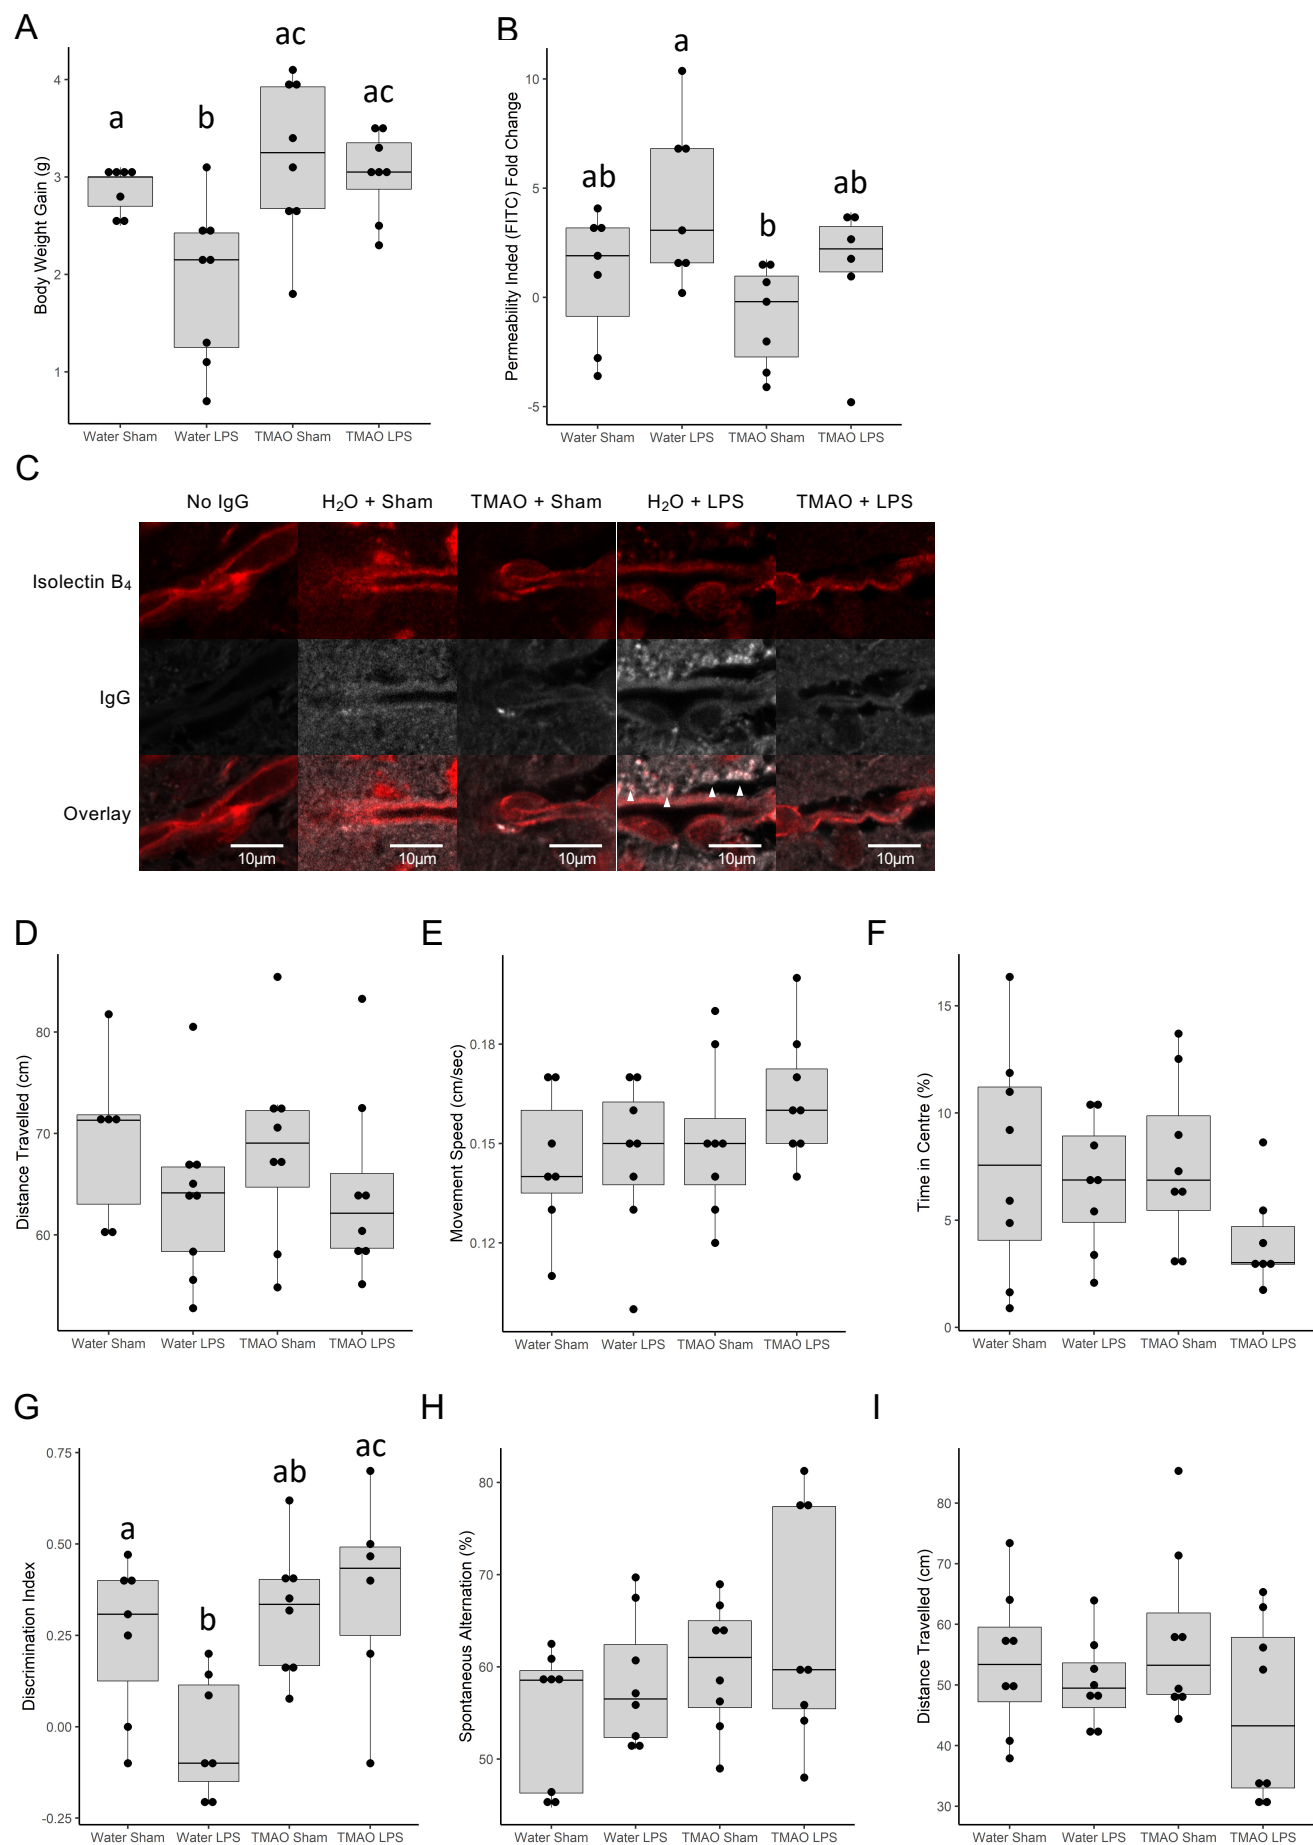 A
B
ac
a
ac
a
b
ab
ab
b
Body Weight Gain (g)
4
3
2
1
Water Sham
Water LPS
TMAO Sham
TMAO LPS
Permeability Inded (FITC) Fold Change
10
5
0
-5
Water Sham
Water LPS
TMAO Sham
TMAO LPS
C
No IgG
H₂O + Sham
TMAO + Sham
H₂O + LPS
TMAO + LPS
Isolectin B₄
IgG
Overlay
10µm
10µm
10µm
10µm
10µm
D
E
F
Distance Travelled (cm)
80
70
60
Water Sham
Water LPS
TMAO Sham
TMAO LPS
Movement Speed (cm/sec)
0.18
0.15
0.12
Water Sham
Water LPS
TMAO Sham
TMAO LPS
Time in Centre (%)
15
10
5
0
Water Sham
Water LPS
TMAO Sham
TMAO LPS
G
H
I
a
b
ab
ac
Discrimination Index
0.75
0.50
0.25
0.00
-0.25
Water Sham
Water LPS
TMAO Sham
TMAO LPS
Spontaneous Alternation (%)
80
70
60
50
Water Sham
Water LPS
TMAO Sham
TMAO LPS
Distance Travelled (cm)
80
70
60
50
40
30
Water Sham
Water LPS
TMAO Sham
TMAO LPS